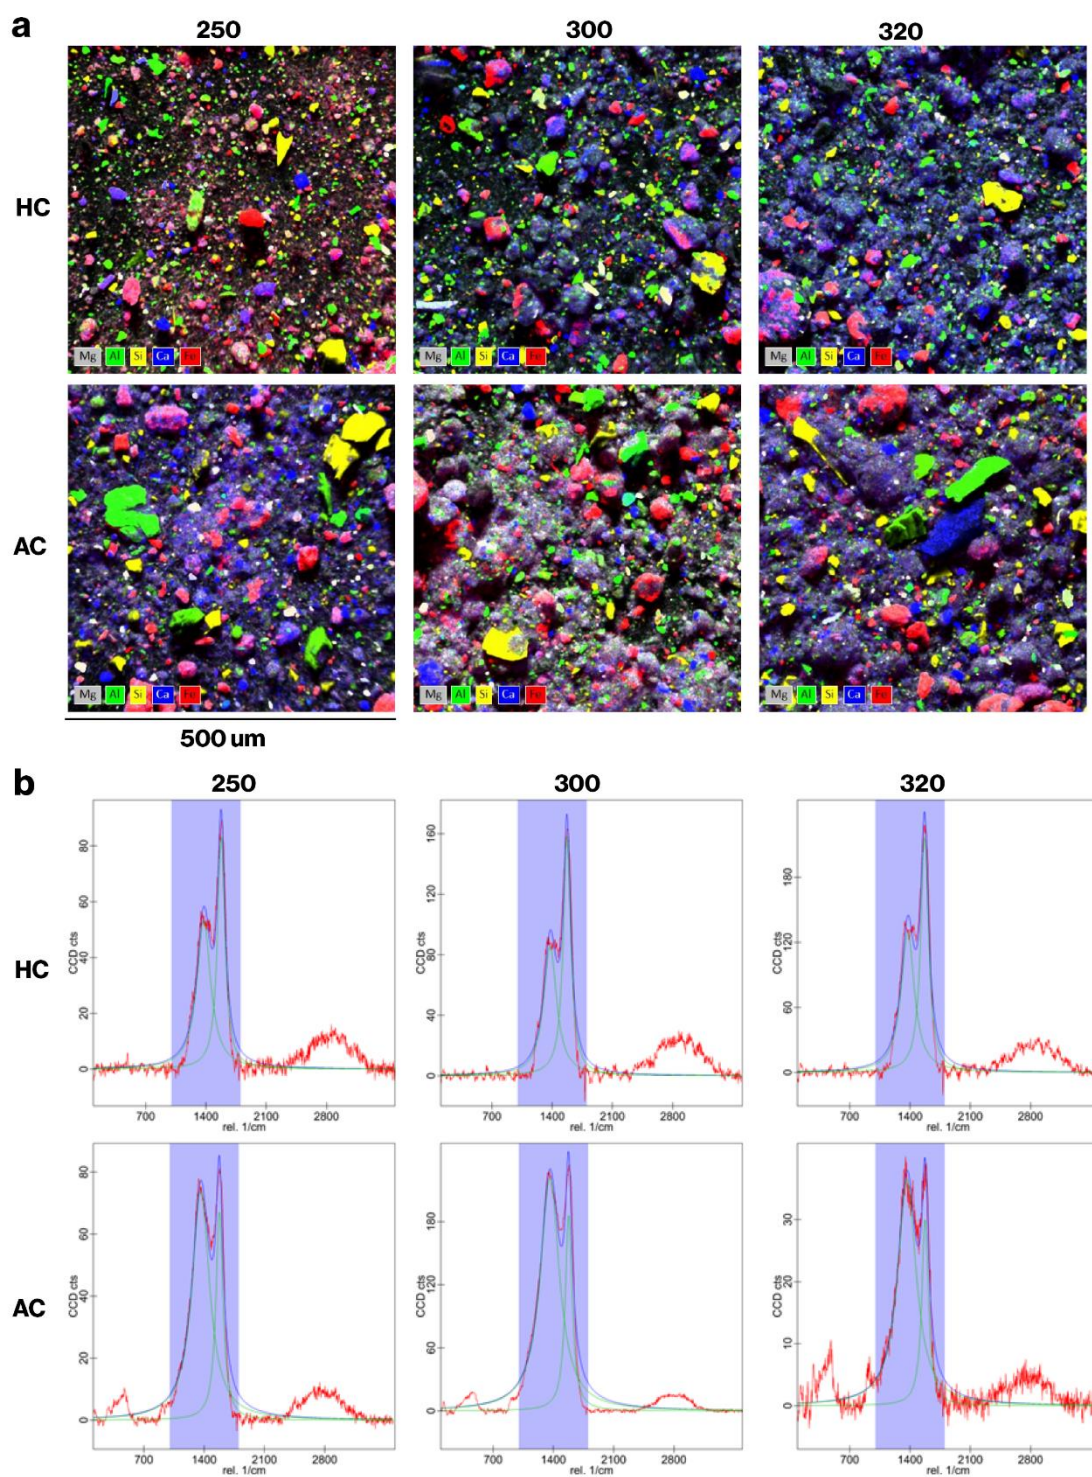 a
250 300 320
HC
Mg Al Si Ca Fe
Mg Al Si Ca Fe
Mg Al Si Ca Fe
AC
Mg Al Si Ca Fe
Mg Al Si Ca Fe
Mg Al Si Ca Fe
500 um
b
250 300 320
HC
CCD cts
80
60
40
20
0
700 1400 2100 2800
rel. 1/cm
CCD cts
160
120
80
40
0
700 1400 2100 2800
rel. 1/cm
CCD cts
180
120
60
0
700 1400 2100 2800
rel. 1/cm
AC
CCD cts
80
60
40
20
0
700 1400 2100 2800
rel. 1/cm
CCD cts
180
120
60
0
700 1400 2100 2800
rel. 1/cm
CCD cts
30
20
10
0
700 1400 2100 2800
rel. 1/cm